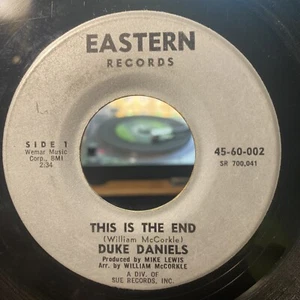 EASTERN
RECORDS
SIDE 1
Wemar Music
Corp., BMI
2:34
45-60-002
SR 700,041
THIS IS THE END
(William McCorkle)
DUKE DANIELS
Produced by MIKE LEWIS
Arr. by WILLIAM McCORKLE
A DIV. OF
SUE RECORDS, INC.